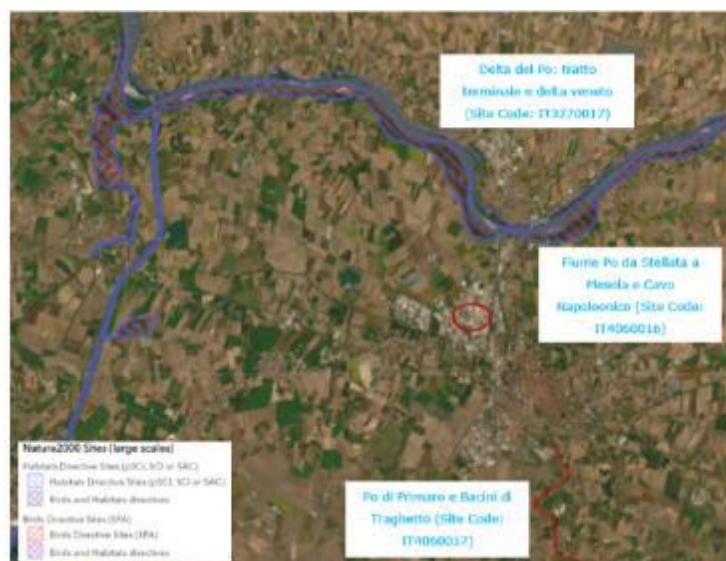 Delta del Po: tratto
terminale e delta veneto
(Site Code: IT3270017)
Fiume Po da Stellata a
Mesola e Cavo
Napoleonico (Site Code:
IT4060016)
Po di Primaro e Bacini di
Traghetto (Site Code:
IT4060017)
Natura2000 Sites (large scales)
Habitats Directive Sites (pSCI, SCI or SAC)
Habitats Directive Sites (pSCI, SCI or SAC)
Birds and Habitats directives
Birds Directive Sites (SPA)
Birds Directive Sites (SPA)
Birds and Habitats directives